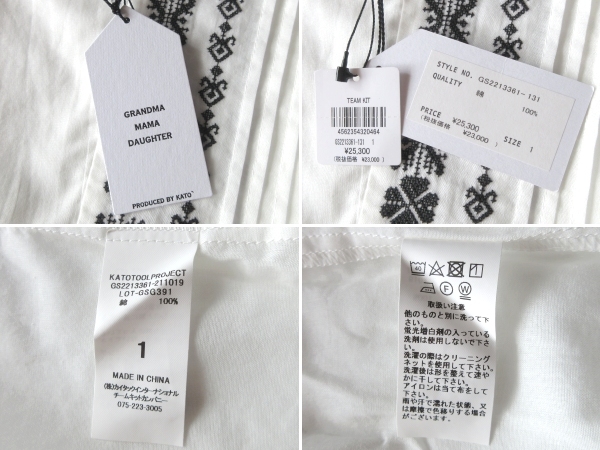 GRANDMA
MAMA
DAUGHTER
PRODUCED BY KATO`
TEAM KIT
4562354320464
GS2213361-131 1
¥25,300
(税抜価格 ¥23,000 )
STYLE NO. GS2213361-131
QUALITY
綿 100%
PRICE ¥25,300
(税抜価格 ¥23,000 )
SIZE 1
KATOTOOLPROJECT
GS2213361-211019
LOT-GSG391
綿 100%
1
MADE IN CHINA
(株)カイタックインターナショナル
チームキットカンパニー
075-223-3005
40
F
W
取扱い注意
他のものと別に洗って下さい。
蛍光増白剤の入っている
洗剤は使用しないで下さい。
洗濯の際はクリーニング
ネットを使用して下さい。
洗濯後は形を整えて速や
かに干して下さい。
アイロンは当て布をして
下さい。
雨や汗で濡れた状態、又
は摩擦で色移りする場合
がございます。